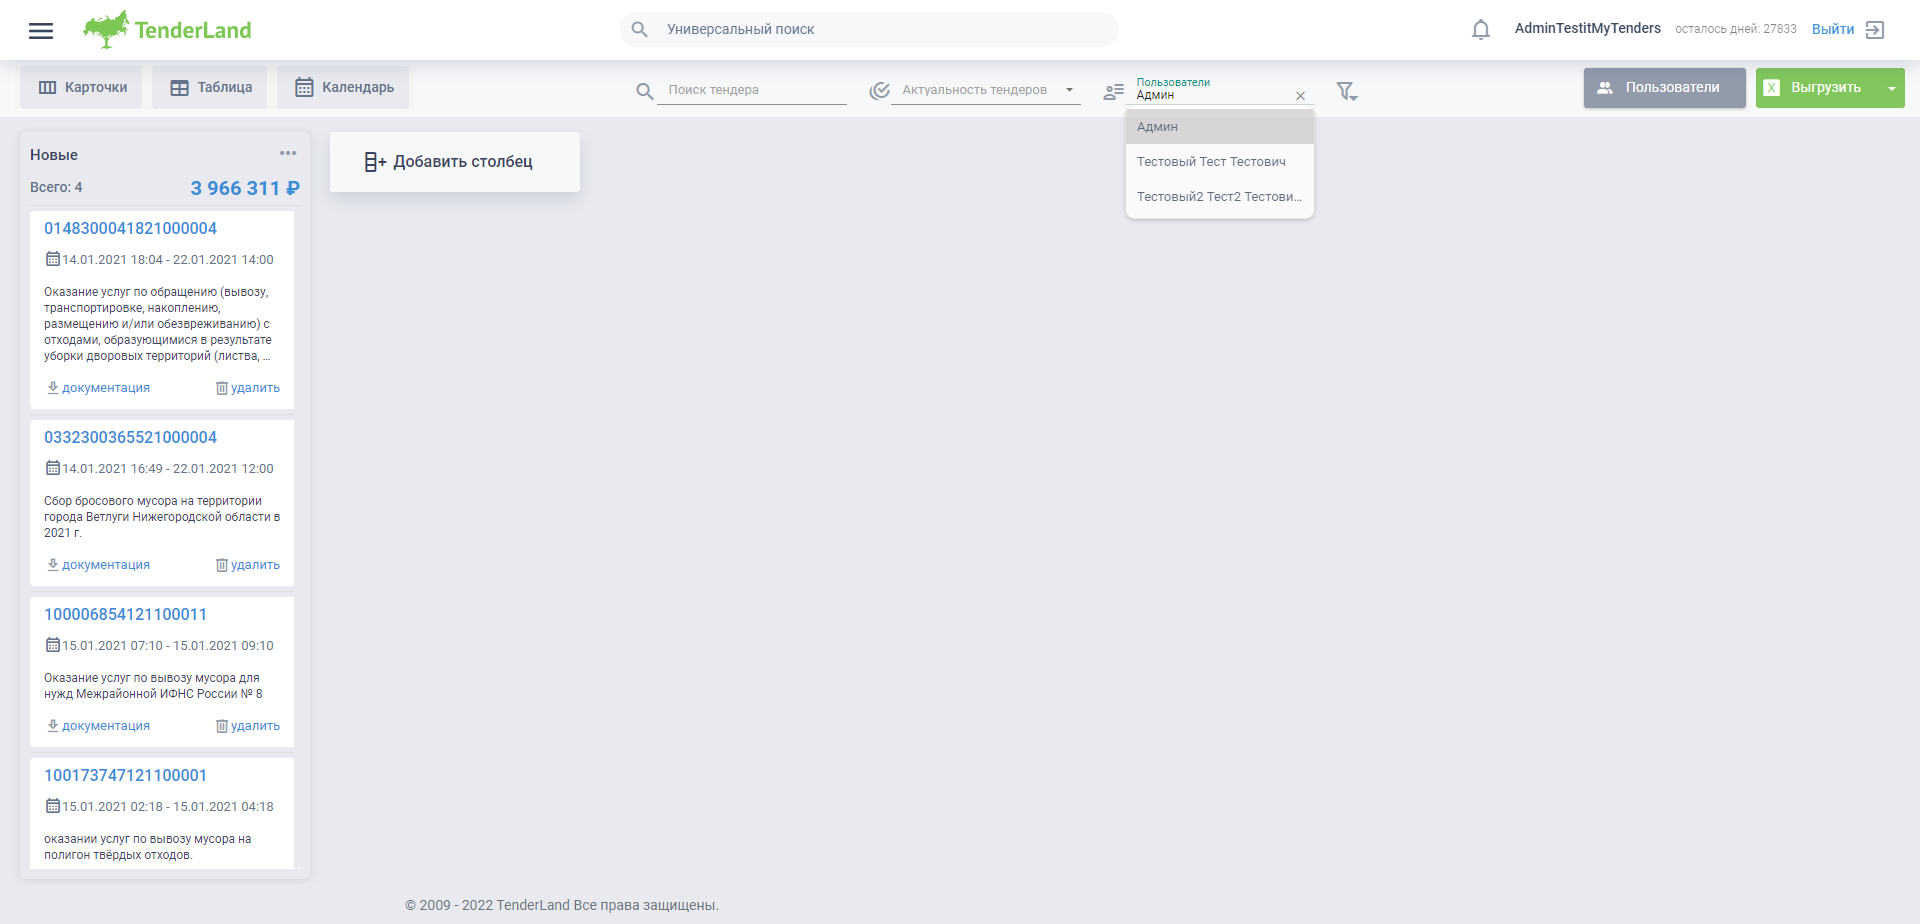 TenderLand
Универсальный поиск
AdminTestitMyTenders
осталось дней: 27833
Выйти
Карточки
Таблица
Календарь
Поиск тендера
Актуальность тендеров
Пользователи
Админ
Пользователи
X Выгрузить
Админ
Тестовый Тест Тестович
Тестовый2 Тест2 Тестови...
Новые
Всего: 4
3 966 311 ₽
Добавить столбец
0148300041821000004
14.01.2021 18:04 - 22.01.2021 14:00
Оказание услуг по обращению (вывозу,
транспортировке, накоплению,
размещению и/или обезвреживанию) с
отходами, образующимися в результате
уборки дворовых территорий (листва, ...
документация
удалить
0332300365521000004
14.01.2021 16:49 - 22.01.2021 12:00
Сбор бросового мусора на территории
города Ветлуги Нижегородской области в
2021 г.
документация
удалить
100006854121100011
15.01.2021 07:10 - 15.01.2021 09:10
Оказание услуг по вывозу мусора для
нужд Межрайонной ИФНС России № 8
документация
удалить
100173747121100001
15.01.2021 02:18 - 15.01.2021 04:18
оказании услуг по вывозу мусора на
полигон твёрдых отходов.
© 2009 - 2022 TenderLand Все права защищены.